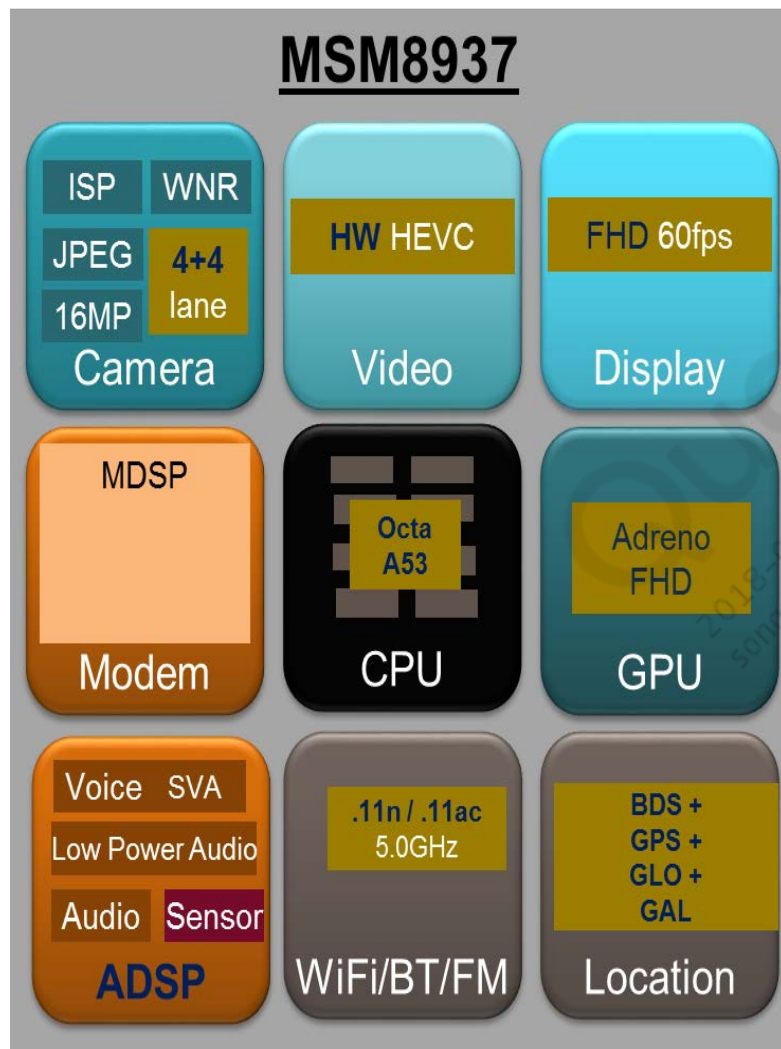 MSM8937
ISP WNR
JPEG 4+4
lane
16MP
Camera
HW HEVC
Video
FHD 60fps
Display
MDSP
Modem
Octa
A53
CPU
Adreno
FHD
GPU
Voice SVA
Low Power Audio
Audio Sensor
ADSP
.11n / .11ac
5.0GHz
WiFi/BT/FM
BDS +
GPS +
GLO +
GAL
Location